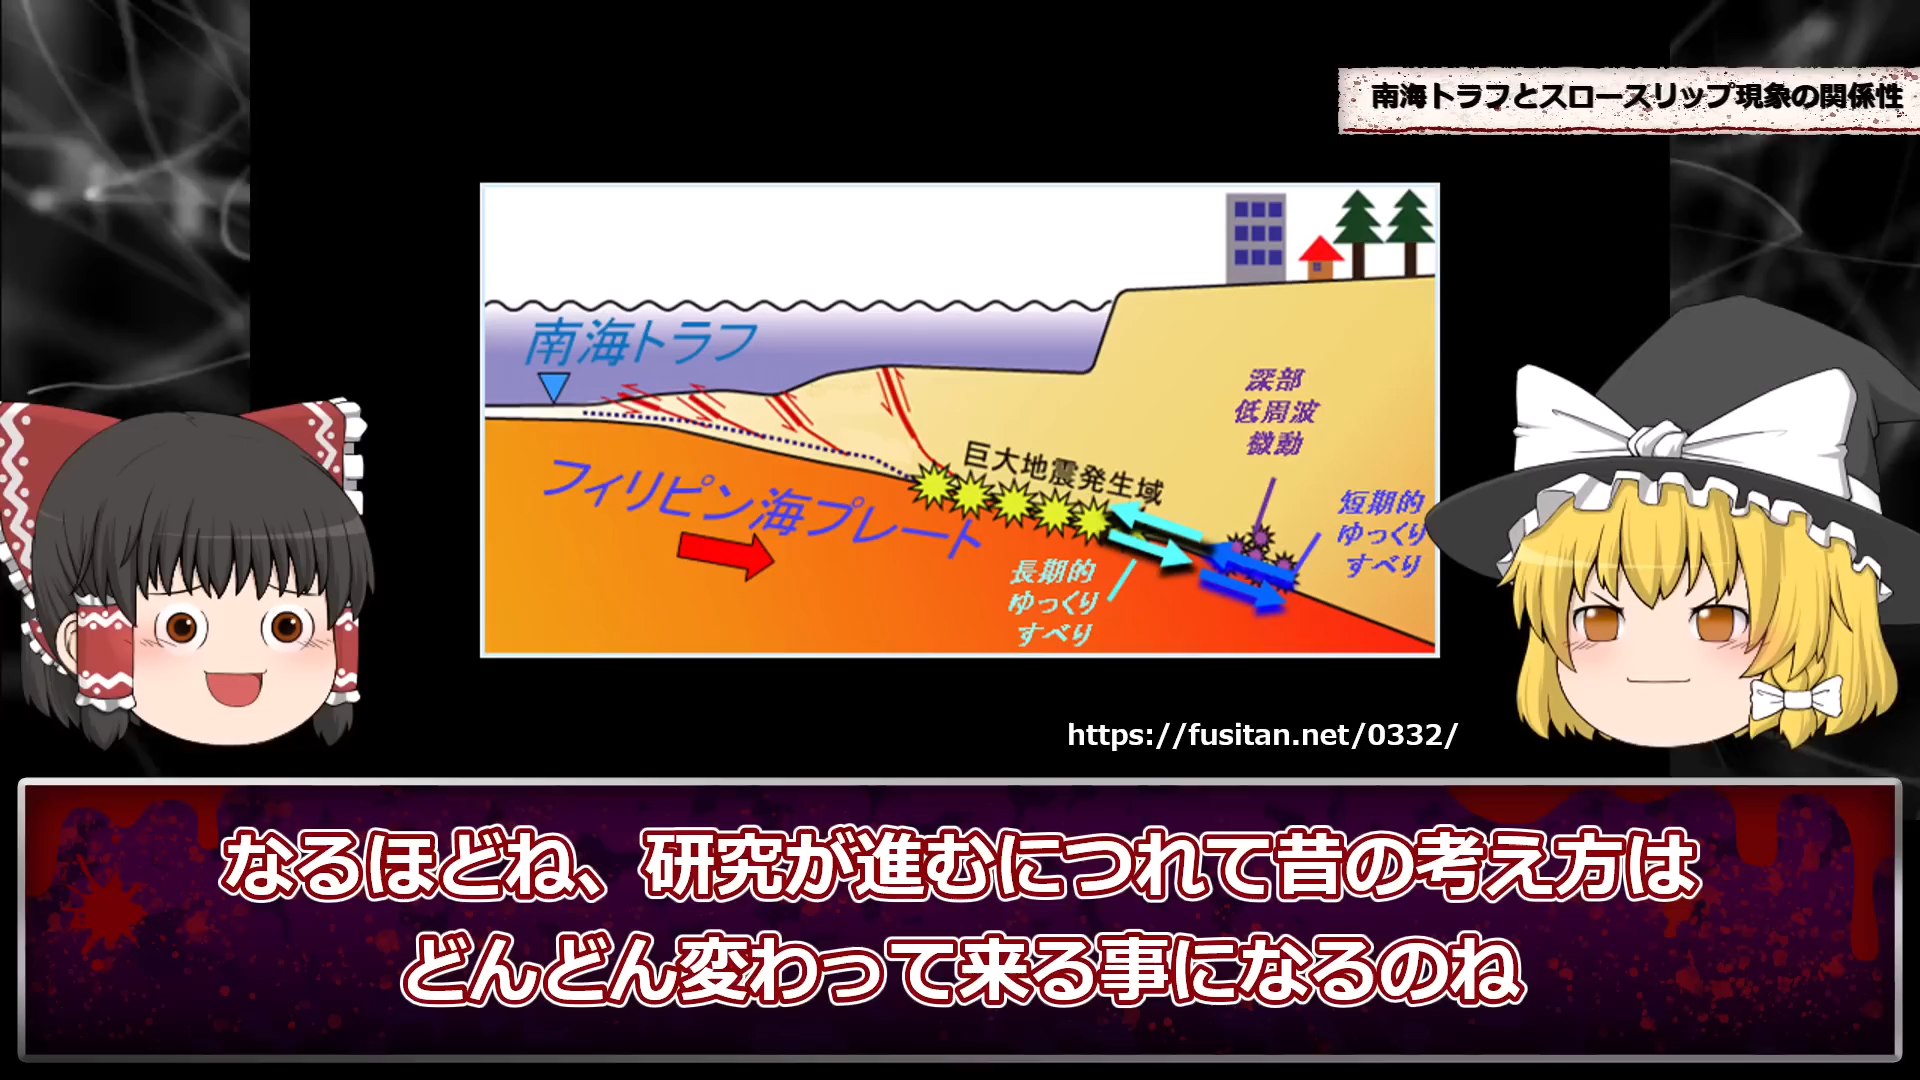 南海トラフとスロースリップ現象の関係性
南海トラフ
深部
低周波
微動
巨大地震発生域
フィリピン海プレート
短期的
ゆっくり
すべり
長期的
ゆっくり
すべり
https://fusitan.net/0332/
なるほどね、研究が進むにつれて昔の考え方は
どんどん変わって来る事になるのね